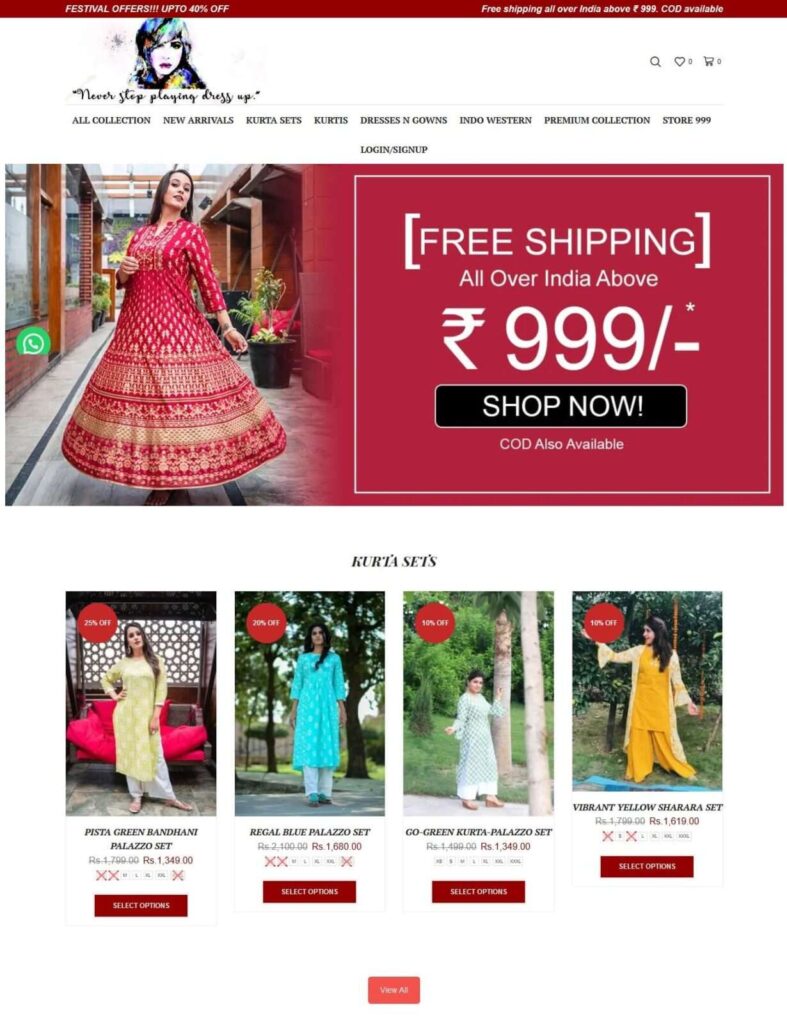 FESTIVAL OFFERS!!! UPTO 40% OFF
Free shipping all over India above ₹ 999. COD available
"Never stop playing dress up."
0 0
ALL COLLECTION NEW ARRIVALS KURTA SETS KURTIS DRESSES N GOWNS INDO WESTERN PREMIUM COLLECTION STORE 999
LOGIN/SIGNUP
[FREE SHIPPING]
All Over India Above
₹ 999/-*
SHOP NOW!
COD Also Available
KURTA SETS
25% OFF
PISTA GREEN BANDHANI
PALAZZO SET
Rs.1,799.00 Rs.1,349.00
M L XL XXL
SELECT OPTIONS
20% OFF
REGAL BLUE PALAZZO SET
Rs.2,100.00 Rs.1,680.00
M L XL XXL
SELECT OPTIONS
10% OFF
GO-GREEN KURTA-PALAZZO SET
Rs.1,499.00 Rs.1,349.00
XS S M L XL XXL XXXL
SELECT OPTIONS
10% OFF
VIBRANT YELLOW SHARARA SET
Rs.1,799.00 Rs.1,619.00
S L XL XXL XXXL
SELECT OPTIONS
View All